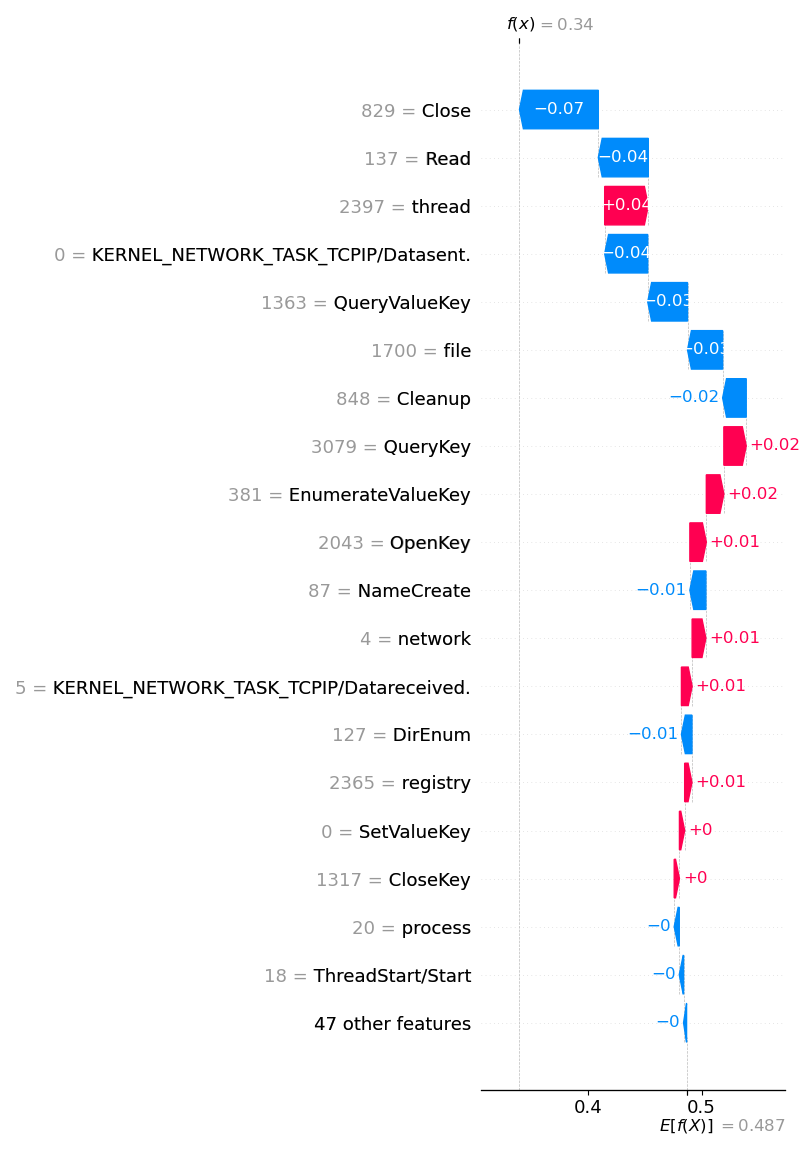 f(x) = 0.34
829 = Close −0.07
137 = Read −0.04
2397 = thread +0.04
0 = KERNEL_NETWORK_TASK_TCPIP/Datasent. −0.04
1363 = QueryValueKey −0.03
1700 = file −0.03
848 = Cleanup −0.02
3079 = QueryKey +0.02
381 = EnumerateValueKey +0.02
2043 = OpenKey +0.01
87 = NameCreate −0.01
4 = network +0.01
5 = KERNEL_NETWORK_TASK_TCPIP/Datareceived. +0.01
127 = DirEnum −0.01
2365 = registry +0.01
0 = SetValueKey +0
1317 = CloseKey +0
20 = process −0
18 = ThreadStart/Start −0
47 other features −0
0.4 0.5
E[f(X)] = 0.487